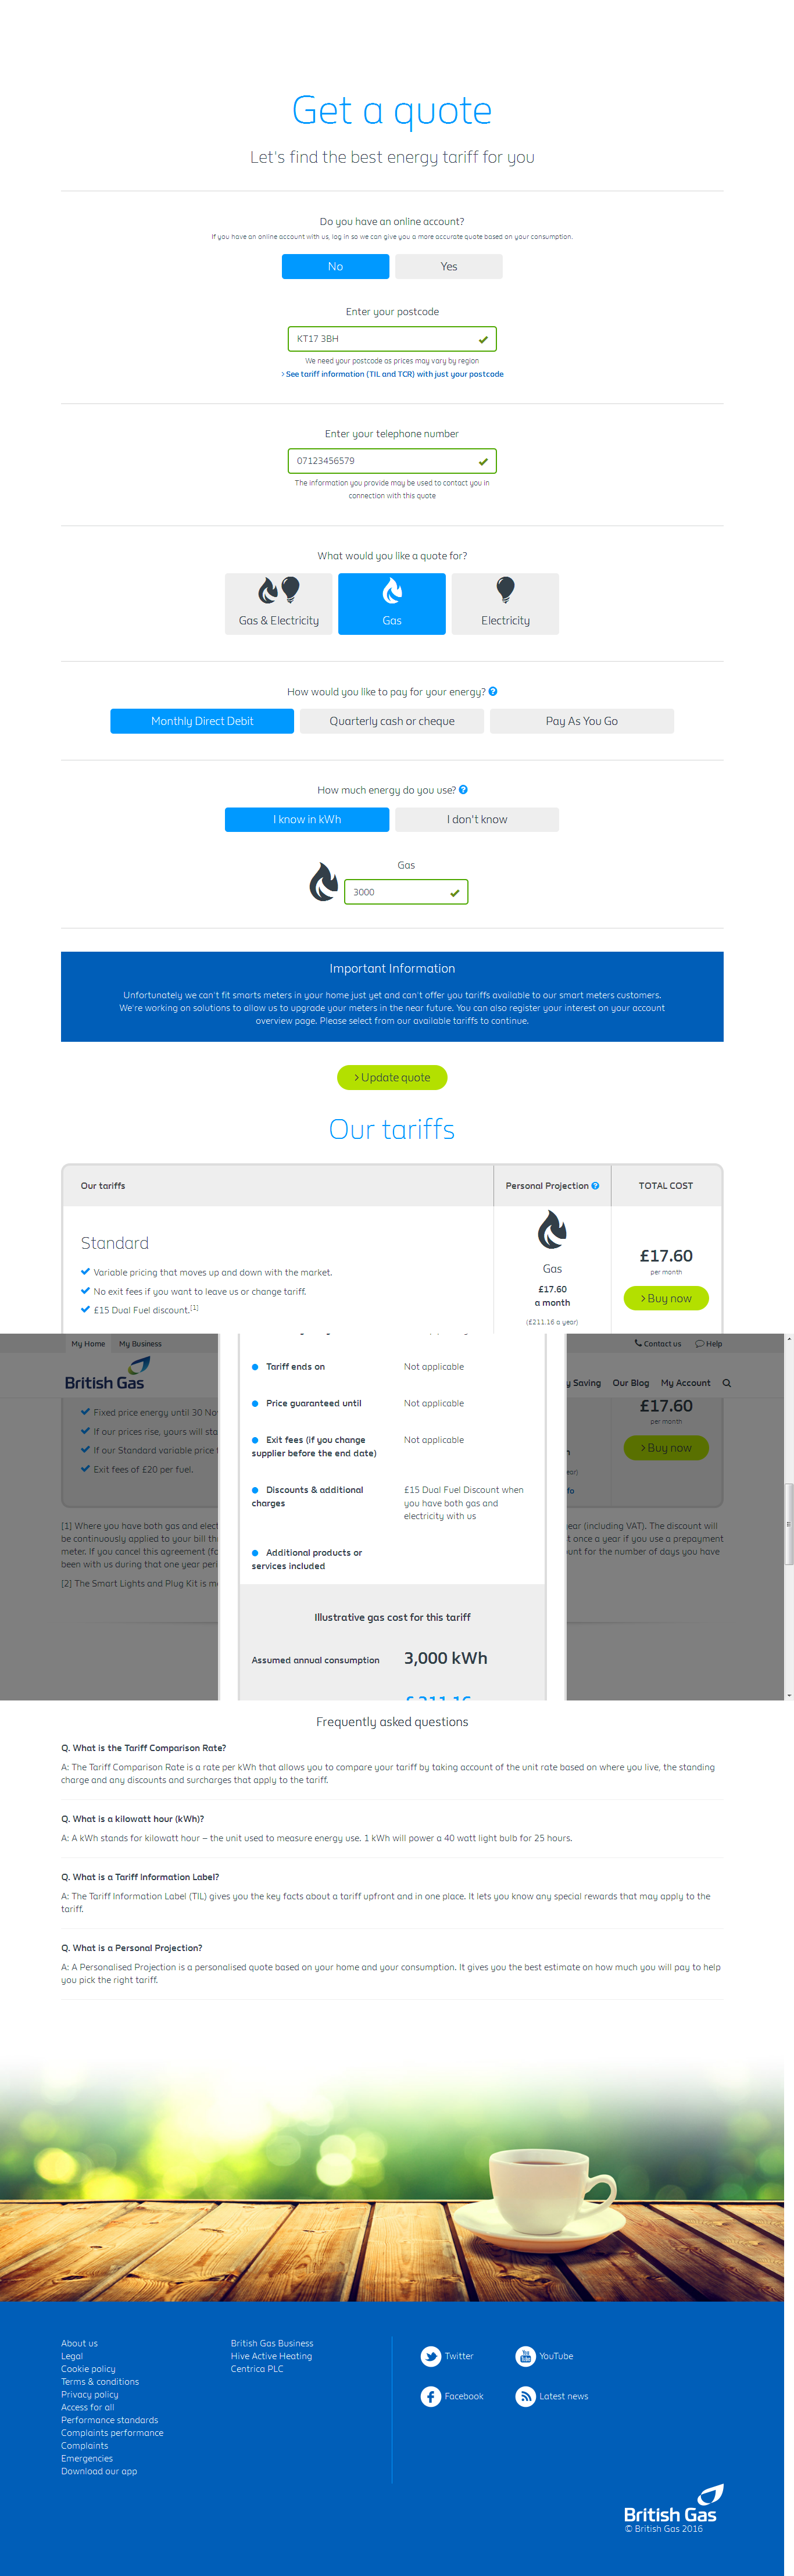 Get a quote
Let's find the best energy tariff for you
Do you have an online account?
If you have an online account with us, log in so we can give you a more accurate quote based on your consumption.
No
Yes
Enter your postcode
KT17 3BH
We need your postcode as prices may vary by region
> See tariff information (TIL and TCR) with just your postcode
Enter your telephone number
07123456579
The information you provide may be used to contact you in
connection with this quote
What would you like a quote for?
Gas & Electricity
Gas
Electricity
How would you like to pay for your energy?
Monthly Direct Debit
Quarterly cash or cheque
Pay As You Go
How much energy do you use?
I know in kWh
I don't know
Gas
3000
Important Information
Unfortunately we can't fit smarts meters in your home just yet and can't offer you tariffs available to our smart meters customers.
We're working on solutions to allow us to upgrade your meters in the near future. You can also register your interest on your account
overview page. Please select from our available tariffs to continue.
> Update quote
Our tariffs
Our tariffs
Personal Projection
TOTAL COST
Standard
Variable pricing that moves up and down with the market.
No exit fees if you want to leave us or change tariff.
£15 Dual Fuel discount.[1]
Gas
£17.60
a month
(£211.16 a year)
£17.60
per month
> Buy now
My Home
My Business
Contact us
Help
British Gas
y Saving
Our Blog
My Account
Fixed price energy until 30 No
If our prices rise, yours will sta
If our Standard variable price
Exit fees of £20 per fuel.
£17.60
per month
> Buy now
[1] Where you have both gas and elect
be continuously applied to your bill th
meter. If you cancel this agreement (fo
been with us during that one year peri
[2] The Smart Lights and Plug Kit is m
ear (including VAT). The discount will
t once a year if you use a prepayment
unt for the number of days you have
Tariff ends on
Not applicable
Price guaranteed until
Not applicable
Exit fees (if you change
supplier before the end date)
Not applicable
Discounts & additional
charges
£15 Dual Fuel Discount when
you have both gas and
electricity with us
Additional products or
services included
Illustrative gas cost for this tariff
Assumed annual consumption
3,000 kWh
Frequently asked questions
Q. What is the Tariff Comparison Rate?
A: The Tariff Comparison Rate is a rate per kWh that allows you to compare your tariff by taking account of the unit rate based on where you live, the standing
charge and any discounts and surcharges that apply to the tariff.
Q. What is a kilowatt hour (kWh)?
A: A kWh stands for kilowatt hour – the unit used to measure energy use. 1 kWh will power a 40 watt light bulb for 25 hours.
Q. What is a Tariff Information Label?
A: The Tariff Information Label (TIL) gives you the key facts about a tariff upfront and in one place. It lets you know any special rewards that may apply to the
tariff.
Q. What is a Personal Projection?
A: A Personalised Projection is a personalised quote based on your home and your consumption. It gives you the best estimate on how much you will pay to help
you pick the right tariff.
About us
Legal
Cookie policy
Terms & conditions
Privacy policy
Access for all
Performance standards
Complaints performance
Complaints
Emergencies
Download our app
British Gas Business
Hive Active Heating
Centrica PLC
Twitter
YouTube
Facebook
Latest news
British Gas
© British Gas 2016